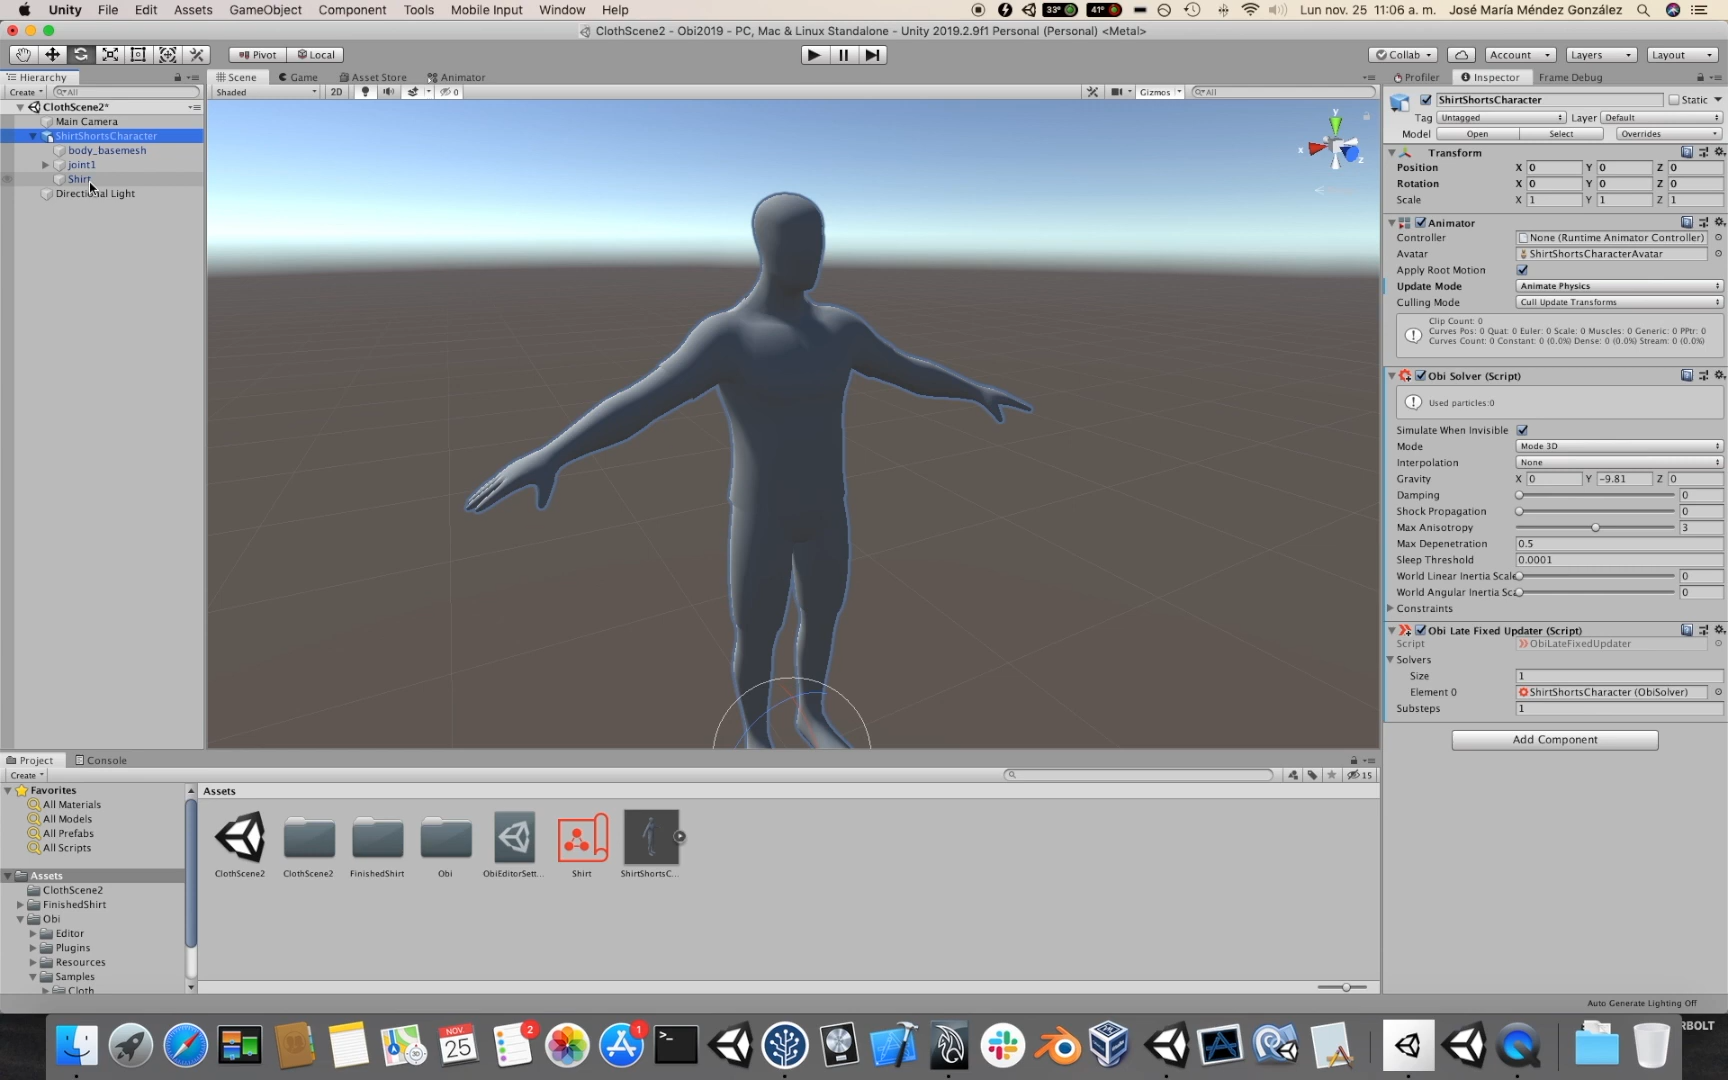 Unity File Edit Assets GameObject Component Tools Mobile Input Window Help 33° 41° Lun nov. 25 11:06 a. m. José María Méndez González
ClothScene2 - Obi2019 - PC, Mac & Linux Standalone - Unity 2019.2.9f1 Personal (Personal) <Metal>
Pivot Local Collab Account Layers Layout
Hierarchy Scene Game Asset Store Animator Profiler Inspector Frame Debug
Create All Shaded 2D 0 Gizmos All
ShirtShortsCharacter Static
ClothScene2*
Main Camera
ShirtShortsCharacter
body_basemesh
joint1
Shirt
Directional Light
y
x
z
Tag Untagged Layer Default
Model Open Select Overrides
Transform
Position X 0 Y 0 Z 0
Rotation X 0 Y 0 Z 0
Scale X 1 Y 1 Z 1
Animator
Controller None (Runtime Animator Controller)
Avatar ShirtShortsCharacterAvatar
Apply Root Motion
Update Mode Animate Physics
Culling Mode Cull Update Transforms
Clip Count: 0
Curves Pos: 0 Quat: 0 Euler: 0 Scale: 0 Muscles: 0 Generic: 0 PPtr: 0
Curves Count: 0 Constant: 0 (0.0%) Dense: 0 (0.0%) Stream: 0 (0.0%)
Obi Solver (Script)
Used particles:0
Simulate When Invisible
Mode Mode 3D
Interpolation None
Gravity X 0 Y -9.81 Z 0
Damping 0
Shock Propagation 0
Max Anisotropy 3
Max Depenetration 0.5
Sleep Threshold 0.0001
World Linear Inertia Scale 0
World Angular Inertia Sca 0
Constraints
Obi Late Fixed Updater (Script)
Script ObiLateFixedUpdater
Solvers
Size 1
Element 0 ShirtShortsCharacter (ObiSolver)
Substeps 1
Add Component
Project Console
Create 15
Favorites
All Materials
All Models
All Prefabs
All Scripts
Assets
ClothScene2
FinishedShirt
Obi
Editor
Plugins
Resources
Samples
Cloth
Assets
ClothScene2 ClothScene2 FinishedShirt Obi ObiEditorSett... Shirt ShirtShortsC...
Auto Generate Lighting Off
NOV.
25
2
1
RBOLT